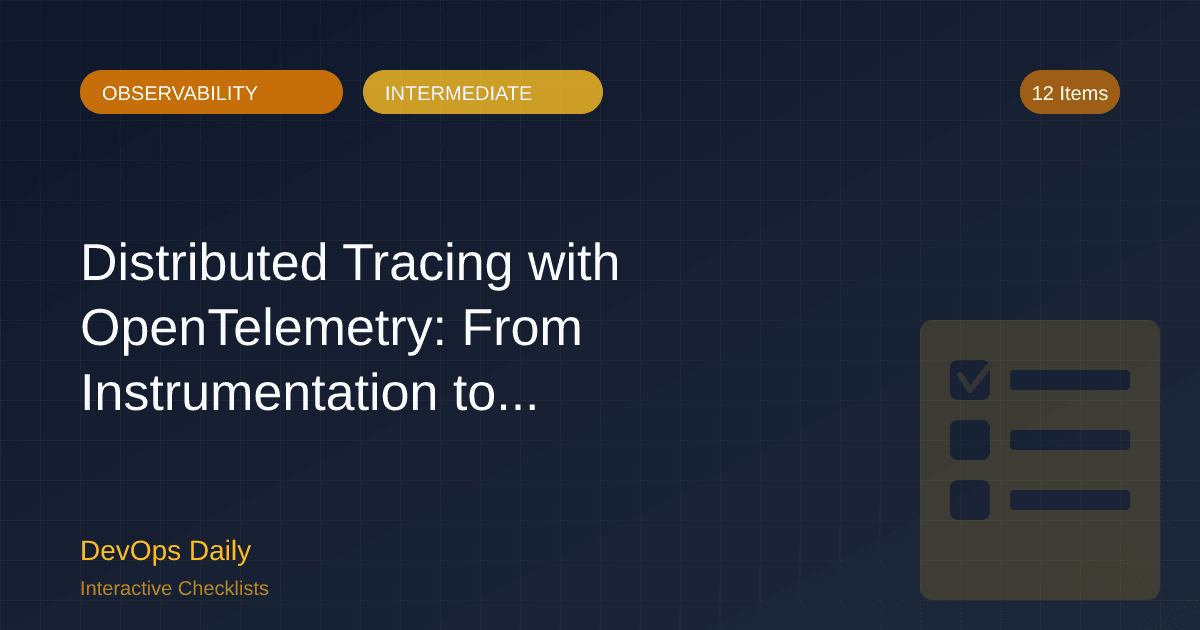 OBSERVABILITY
INTERMEDIATE
12 Items
Distributed Tracing with
OpenTelemetry: From
Instrumentation to...
DevOps Daily
Interactive Checklists